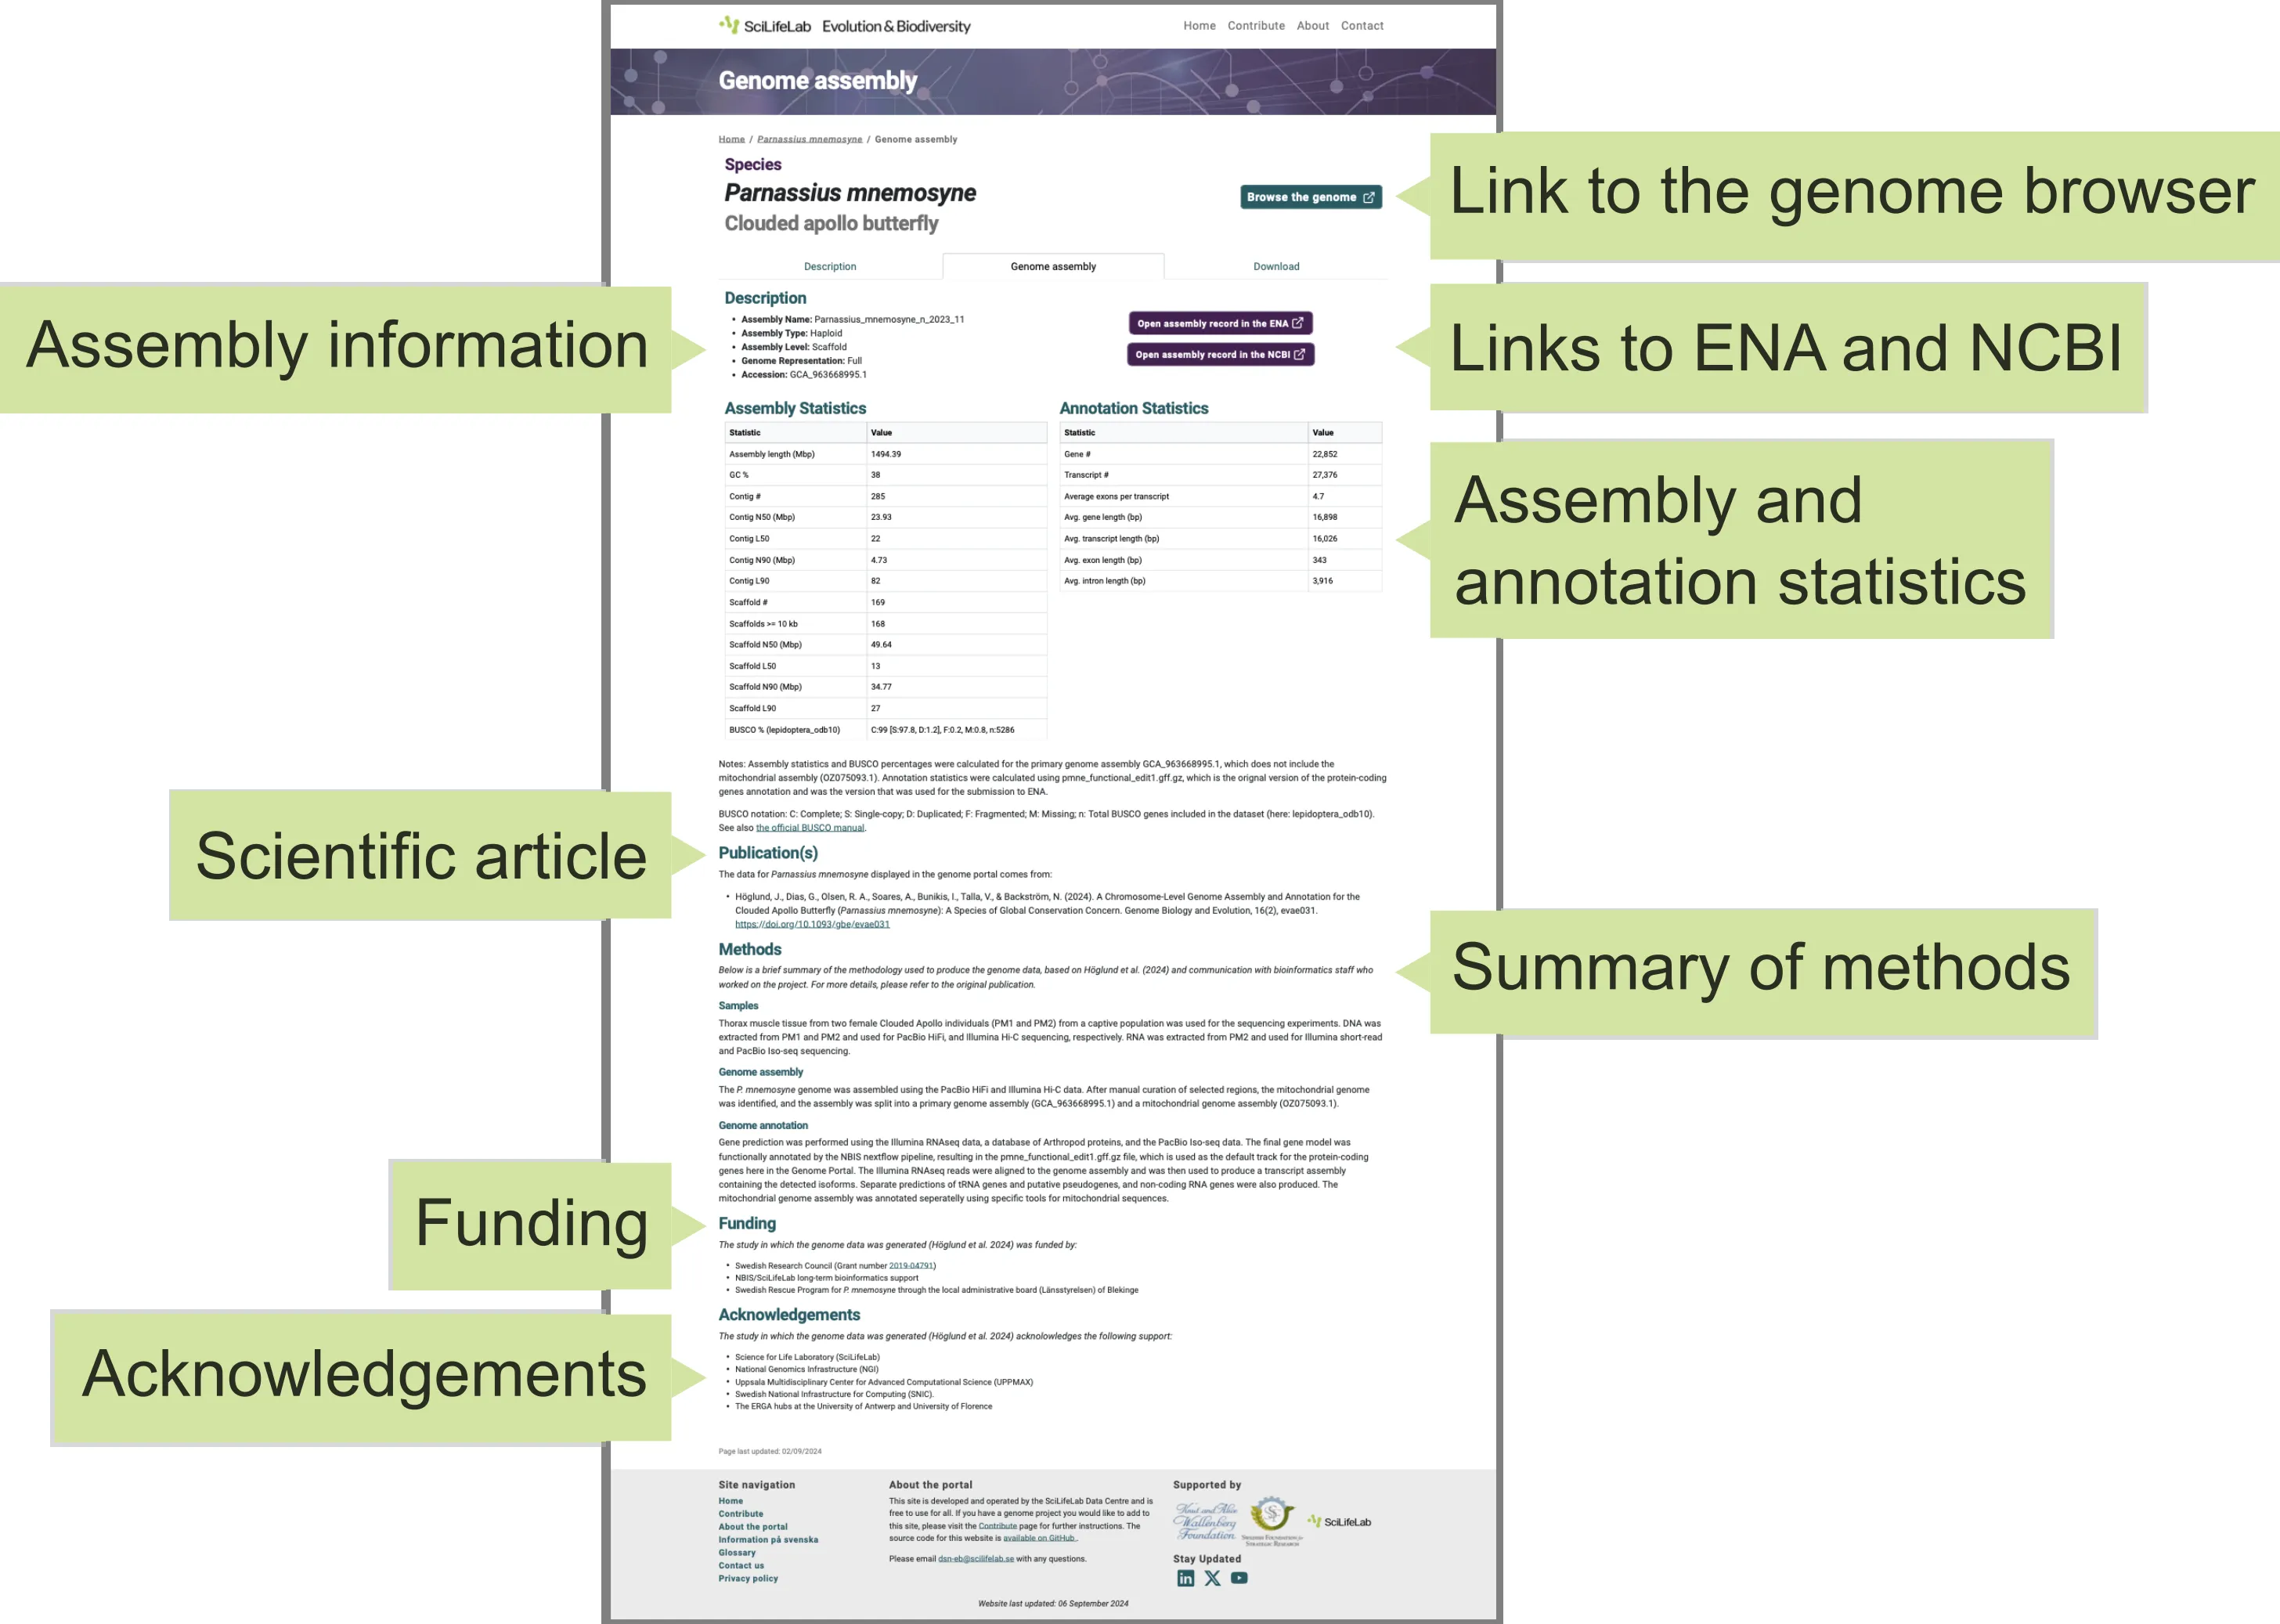 SciLifeLab Evolution & Biodiversity
Home Contribute About Contact
Genome assembly
Home / Parnassius mnemosyne / Genome assembly
Species
Parnassius mnemosyne
Clouded apollo butterfly
Browse the genome
Link to the genome browser
Description Genome assembly Download
Assembly information
Description
• Assembly Name: Parnassius_mnemosyne_n_2023_11
• Assembly Type: Haploid
• Assembly Level: Scaffold
• Genome Representation: Full
• Accession: GCA_963668995.1
Open assembly record in the ENA
Open assembly record in the NCBI
Links to ENA and NCBI
Assembly Statistics
Statistic Value
Assembly length (Mbp) 1494.39
GC % 38
Contig # 285
Contig N50 (Mbp) 23.93
Contig L50 22
Contig N90 (Mbp) 4.73
Contig L90 82
Scaffold # 169
Scaffolds >= 10 kb 168
Scaffold N50 (Mbp) 49.64
Scaffold L50 13
Scaffold N90 (Mbp) 34.77
Scaffold L90 27
BUSCO % (lepidoptera_odb10) C:99 [S:97.8, D:1.2], F:0.2, M:0.8, n:5286
Annotation Statistics
Statistic Value
Gene # 22,852
Transcript # 27,376
Average exons per transcript 4.7
Avg. gene length (bp) 16,898
Avg. transcript length (bp) 16,026
Avg. exon length (bp) 343
Avg. intron length (bp) 3,916
Assembly and
annotation statistics
Notes: Assembly statistics and BUSCO percentages were calculated for the primary genome assembly GCA_963668995.1, which does not include the
mitochondrial assembly (OZ075093.1). Annotation statistics were calculated using pmne_functional_edit1.gff.gz, which is the orignal version of the protein-coding
genes annotation and was the version that was used for the submission to ENA.
BUSCO notation: C: Complete; S: Single-copy; D: Duplicated; F: Fragmented; M: Missing; n: Total BUSCO genes included in the dataset (here: lepidoptera_odb10).
See also the official BUSCO manual.
Scientific article
Publication(s)
The data for Parnassius mnemosyne displayed in the genome portal comes from:
• Höglund, J., Dias, G., Olsen, R. A., Soares, A., Bunikis, I., Talla, V., & Backström, N. (2024). A Chromosome-Level Genome Assembly and Annotation for the
Clouded Apollo Butterfly (Parnassius mnemosyne): A Species of Global Conservation Concern. Genome Biology and Evolution, 16(2), evae031.
https://doi.org/10.1093/gbe/evae031
Methods
Below is a brief summary of the methodology used to produce the genome data, based on Höglund et al. (2024) and communication with bioinformatics staff who
worked on the project. For more details, please refer to the original publication.
Summary of methods
Samples
Thorax muscle tissue from two female Clouded Apollo individuals (PM1 and PM2) from a captive population was used for the sequencing experiments. DNA was
extracted from PM1 and PM2 and used for PacBio HiFi, and Illumina Hi-C sequencing, respectively. RNA was extracted from PM2 and used for Illumina short-read
and PacBio Iso-seq sequencing.
Genome assembly
The P. mnemosyne genome was assembled using the PacBio HiFi and Illumina Hi-C data. After manual curation of selected regions, the mitochondrial genome
was identified, and the assembly was split into a primary genome assembly (GCA_963668995.1) and a mitochondrial genome assembly (OZ075093.1).
Genome annotation
Gene prediction was performed using the Illumina RNAseq data, a database of Arthropod proteins, and the PacBio Iso-seq data. The final gene model was
functionally annotated by the NBIS nextflow pipeline, resulting in the pmne_functional_edit1.gff.gz file, which is used as the default track for the protein-coding
genes here in the Genome Portal. The Illumina RNAseq reads were aligned to the genome assembly and was then used to produce a transcript assembly
containing the detected isoforms. Separate predictions of tRNA genes and putative pseudogenes, and non-coding RNA genes were also produced. The
mitochondrial genome assembly was annotated seperatelly using specific tools for mitochondrial sequences.
Funding
Funding
The study in which the genome data was generated (Höglund et al. 2024) was funded by:
• Swedish Research Council (Grant number 2019-04791)
• NBIS/SciLifeLab long-term bioinformatics support
• Swedish Rescue Program for P. mnemosyne through the local administrative board (Länsstyrelsen) of Blekinge
Acknowledgements
Acknowledgements
The study in which the genome data was generated (Höglund et al. 2024) acknolowledges the following support:
• Science for Life Laboratory (SciLifeLab)
• National Genomics Infrastructure (NGI)
• Uppsala Multidisciplinary Center for Advanced Computational Science (UPPMAX)
• Swedish National Infrastructure for Computing (SNIC).
• The ERGA hubs at the University of Antwerp and University of Florence
Page last updated: 02/09/2024
Site navigation
Home
Contribute
About the portal
Information på svenska
Glossary
Contact us
Privacy policy
About the portal
This site is developed and operated by the SciLifeLab Data Centre and is
free to use for all. If you have a genome project you would like to add to
this site, please visit the Contribute page for further instructions. The
source code for this website is available on GitHub .
Please email dsn-eb@scilifelab.se with any questions.
Supported by
Knut and Alice
Wallenberg
Foundation
Swedish Foundation for
Strategic Research
SciLifeLab
Stay Updated
Website last updated: 06 September 2024